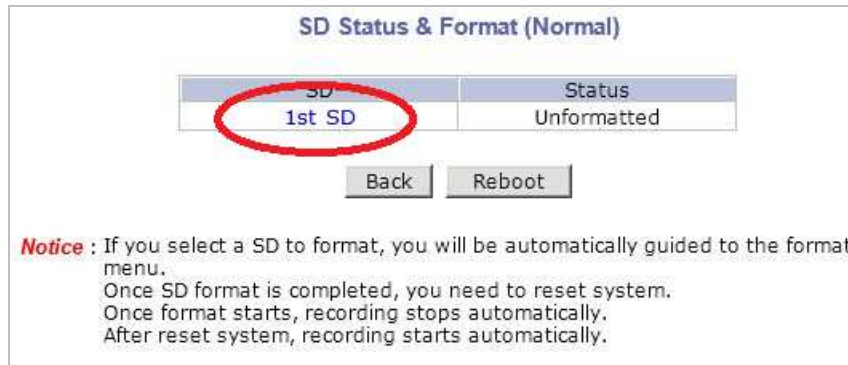 SD Status & Format (Normal)
SD Status
1st SD Unformatted
Back Reboot
Notice : If you select a SD to format, you will be automatically guided to the format
menu.
Once SD format is completed, you need to reset system.
Once format starts, recording stops automatically.
After reset system, recording starts automatically.